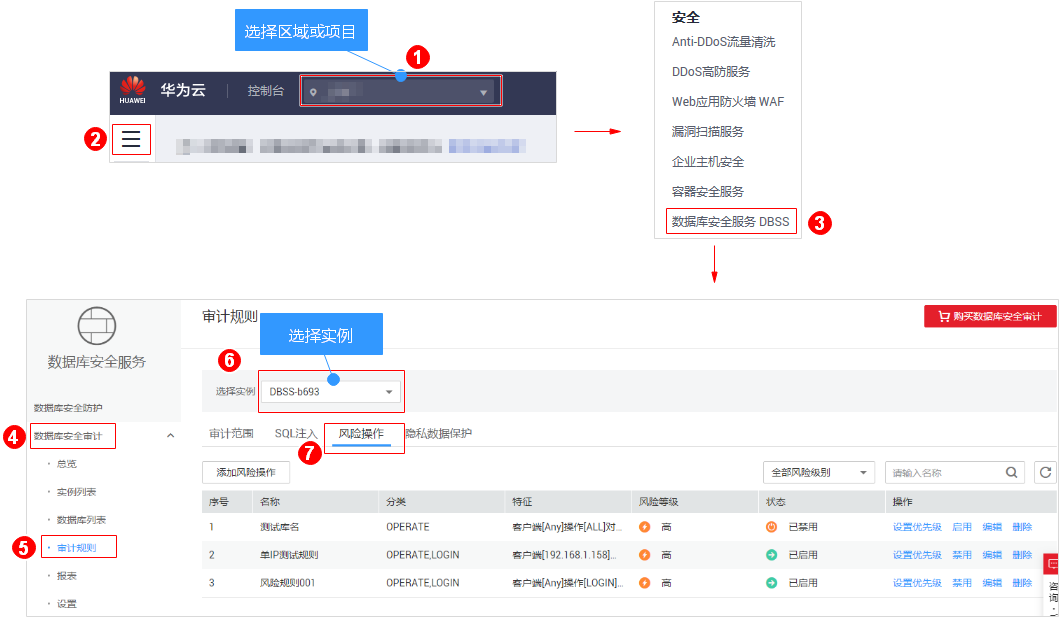 选择区域或项目
1
HUAWEI
华为云
控制台
2
安全
Anti-DDoS流量清洗
DDoS高防服务
Web应用防火墙 WAF
漏洞扫描服务
企业主机安全
容器安全服务
数据库安全服务 DBSS
3
数据库安全服务
数据库安全防护
4
数据库安全审计
· 总览
· 实例列表
· 数据库列表
5
· 审计规则
· 报表
· 设置
审计规则
购买数据库安全审计
选择实例
6
选择实例
DBSS-b693
审计范围 SQL注入 风险操作 隐私数据保护
7
添加风险操作
全部风险级别
请输入名称
序号 名称 分类 特征 风险等级 状态 操作
1 测试库名 OPERATE 客户端[Any]操作[ALL]对... 高 已禁用 设置优先级 启用 编辑 删除
2 单IP测试规则 OPERATE,LOGIN 客户端[192.168.1.158]... 高 已启用 设置优先级 禁用 编辑 删除
3 风险规则001 OPERATE,LOGIN 客户端[Any]操作[LOGIN]... 高 已启用 设置优先级 禁用 编辑 删除
咨
询